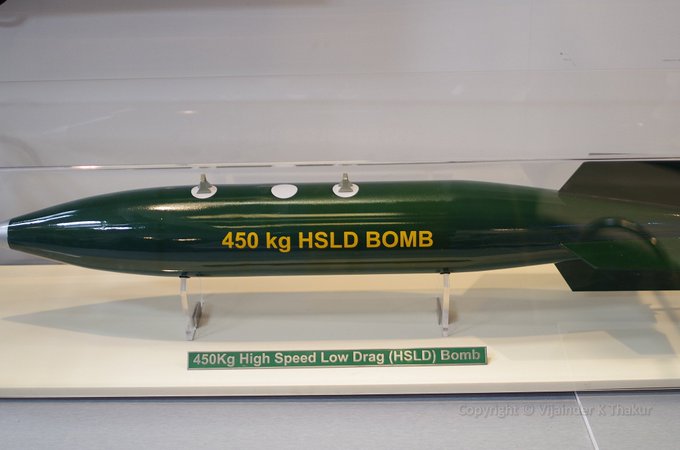 450 kg HSLD BOMB
450Kg High Speed Low Drag (HSLD) Bomb
Copyright © Vijainder K Thakur